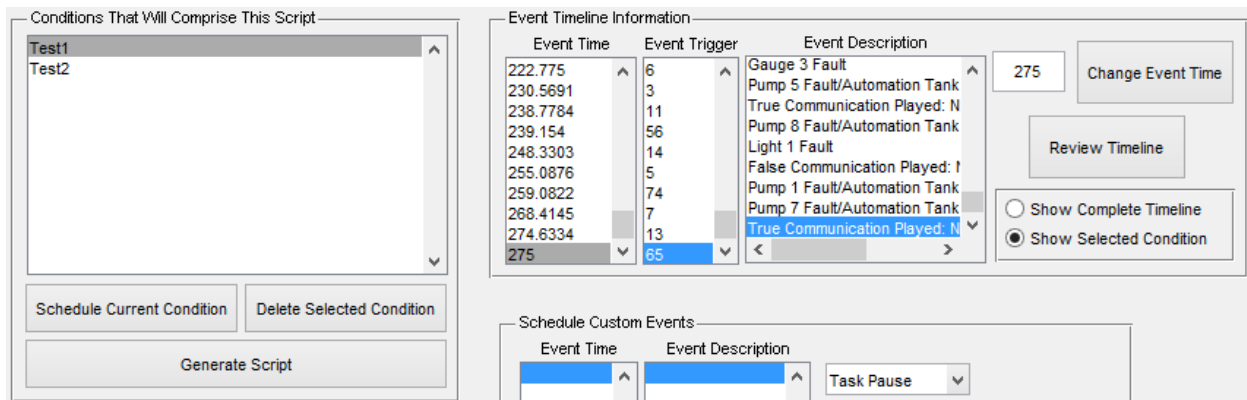 Conditions That Will Comprise This Script
Test1
Test2
Schedule Current Condition
Delete Selected Condition
Generate Script
Event Timeline Information
Event Time
222.775
230.5691
238.7784
239.154
248.3303
255.0876
259.0822
268.4145
274.6334
275
Event Trigger
6
3
11
56
14
5
74
7
13
65
Event Description
Gauge 3 Fault
Pump 5 Fault/Automation Tank
True Communication Played: N
Pump 8 Fault/Automation Tank
Light 1 Fault
False Communication Played:
Pump 1 Fault/Automation Tank
Pump 7 Fault/Automation Tank
True Communication Played: N
275
Change Event Time
Review Timeline
Show Complete Timeline
Show Selected Condition
Schedule Custom Events
Event Time
Event Description
Task Pause